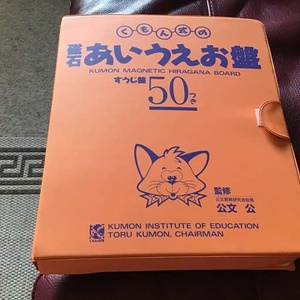 くもん式の
磁石あいうえお盤
KUMON MAGNETIC HIRAGANA BOARD
すうじ盤50つき
監修
公文教育研究会会長
公文 公
KUMON INSTITUTE OF EDUCATION
TORU KUMON, CHAIRMAN